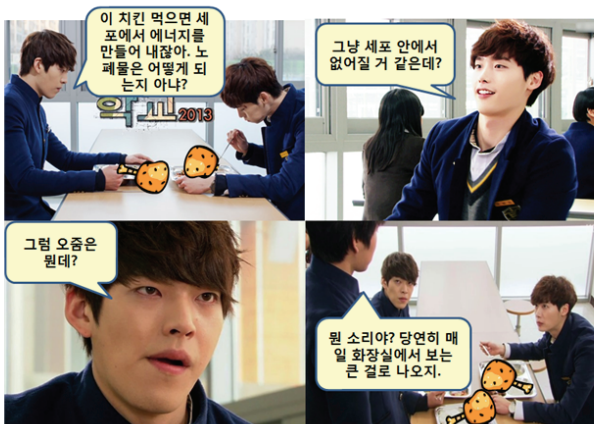 이 치킨 먹으면 세
포에서 에너지를
만들어 내잖아. 노
폐물은 어떻게 되
는지 아냐?
학교
2013
그냥 세포 안에서
없어질 거 같은데?
그럼 오줌은
뭔데?
뭔 소리야? 당연히 매
일 화장실에서 보는
큰 걸로 나오지.